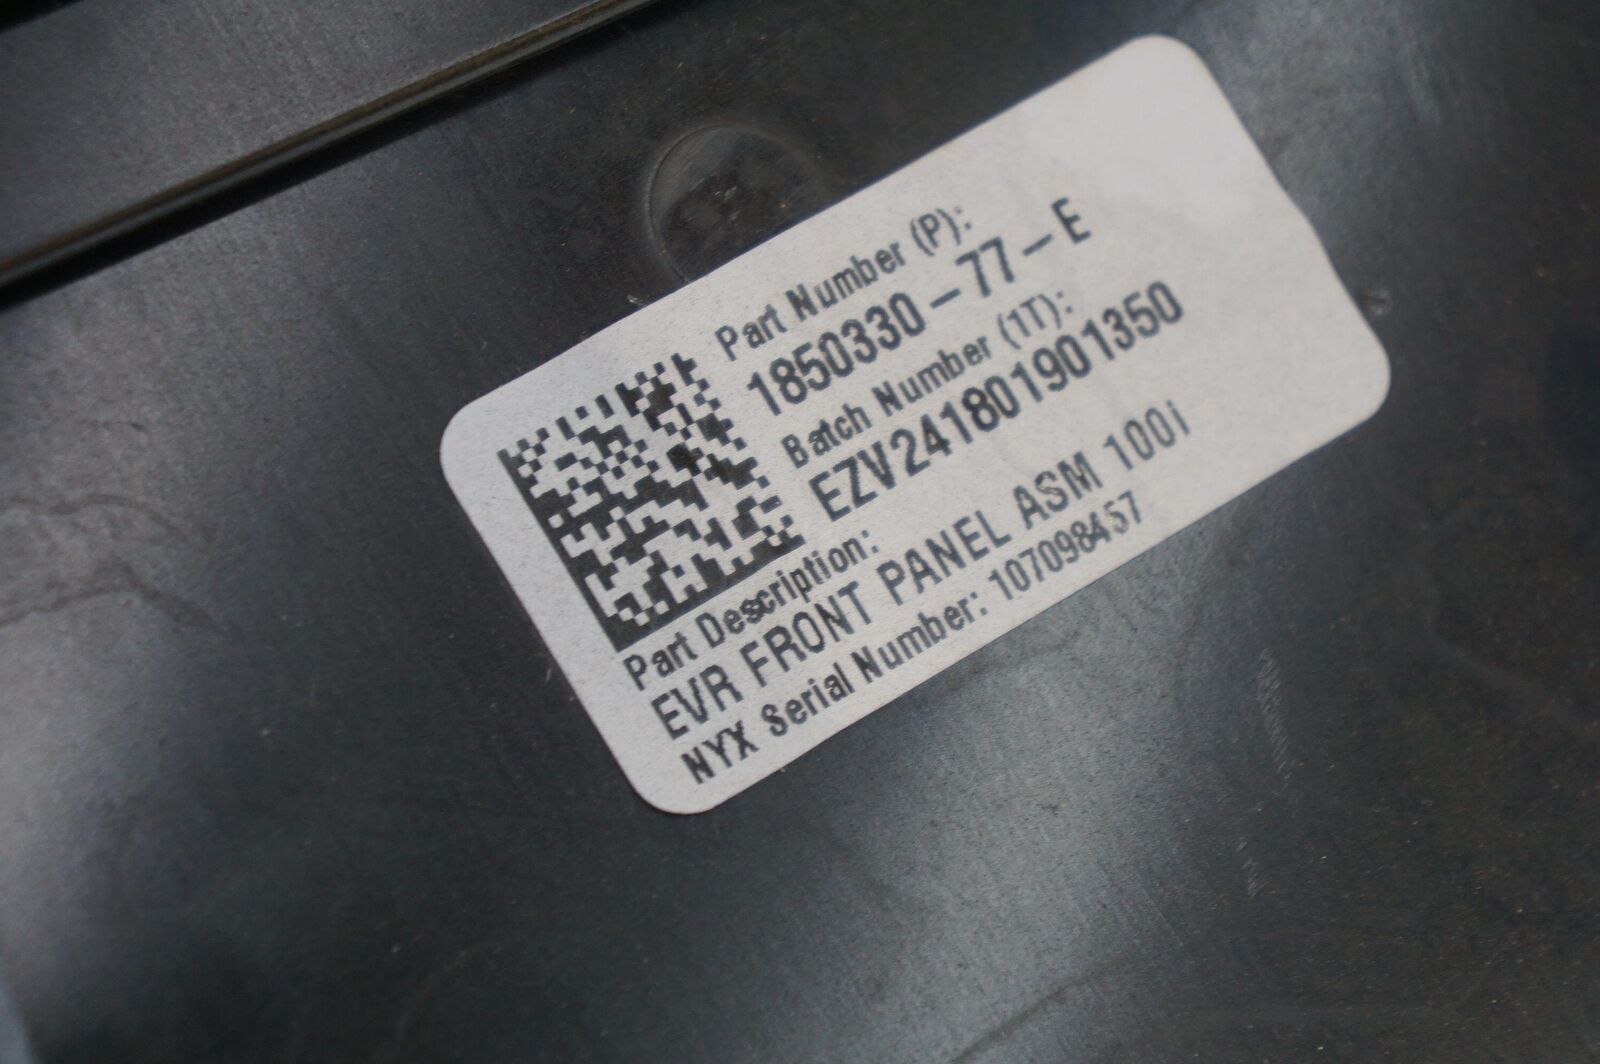 Part Number (P):
1850330-77-E
Batch Number (1T):
EZV241801901350
Part Description:
EVR FRONT PANEL ASM 100i
NYX Serial Number: 107098457